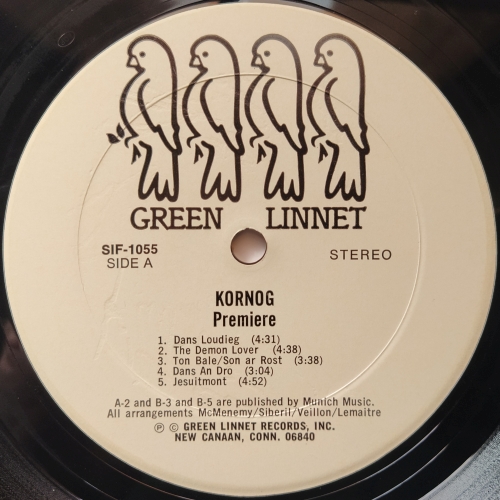 GREEN LINNET
SIF-1055
SIDE A
STEREO
KORNOG
Premiere
1. Dans Loudieg (4:31)
2. The Demon Lover (4:38)
3. Ton Bale/Son ar Rost (3:38)
4. Dans An Dro (3:04)
5. Jesuitmont (4:52)
A-2 and B-3 and B-5 are published by Munich Music.
All arrangements McMenemy/Siberil/Veillon/Lemaitre
Ⓟ © GREEN LINNET RECORDS, INC.
NEW CANAAN, CONN. 06840